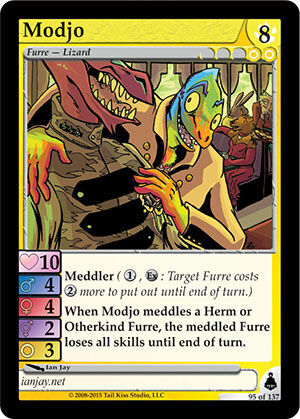 Modjo 8
Furre — Lizard
10
4
4
2
3
Meddler (①, : Target Furre costs
② more to put out until end of turn.)
When Modjo meddles a Herm or
Otherkind Furre, the meddled Furre
loses all skills until end of turn.
Ian Jay
ianjay.net
© 2008-2015 Tail Kiss Studio, LLC
95 of 137